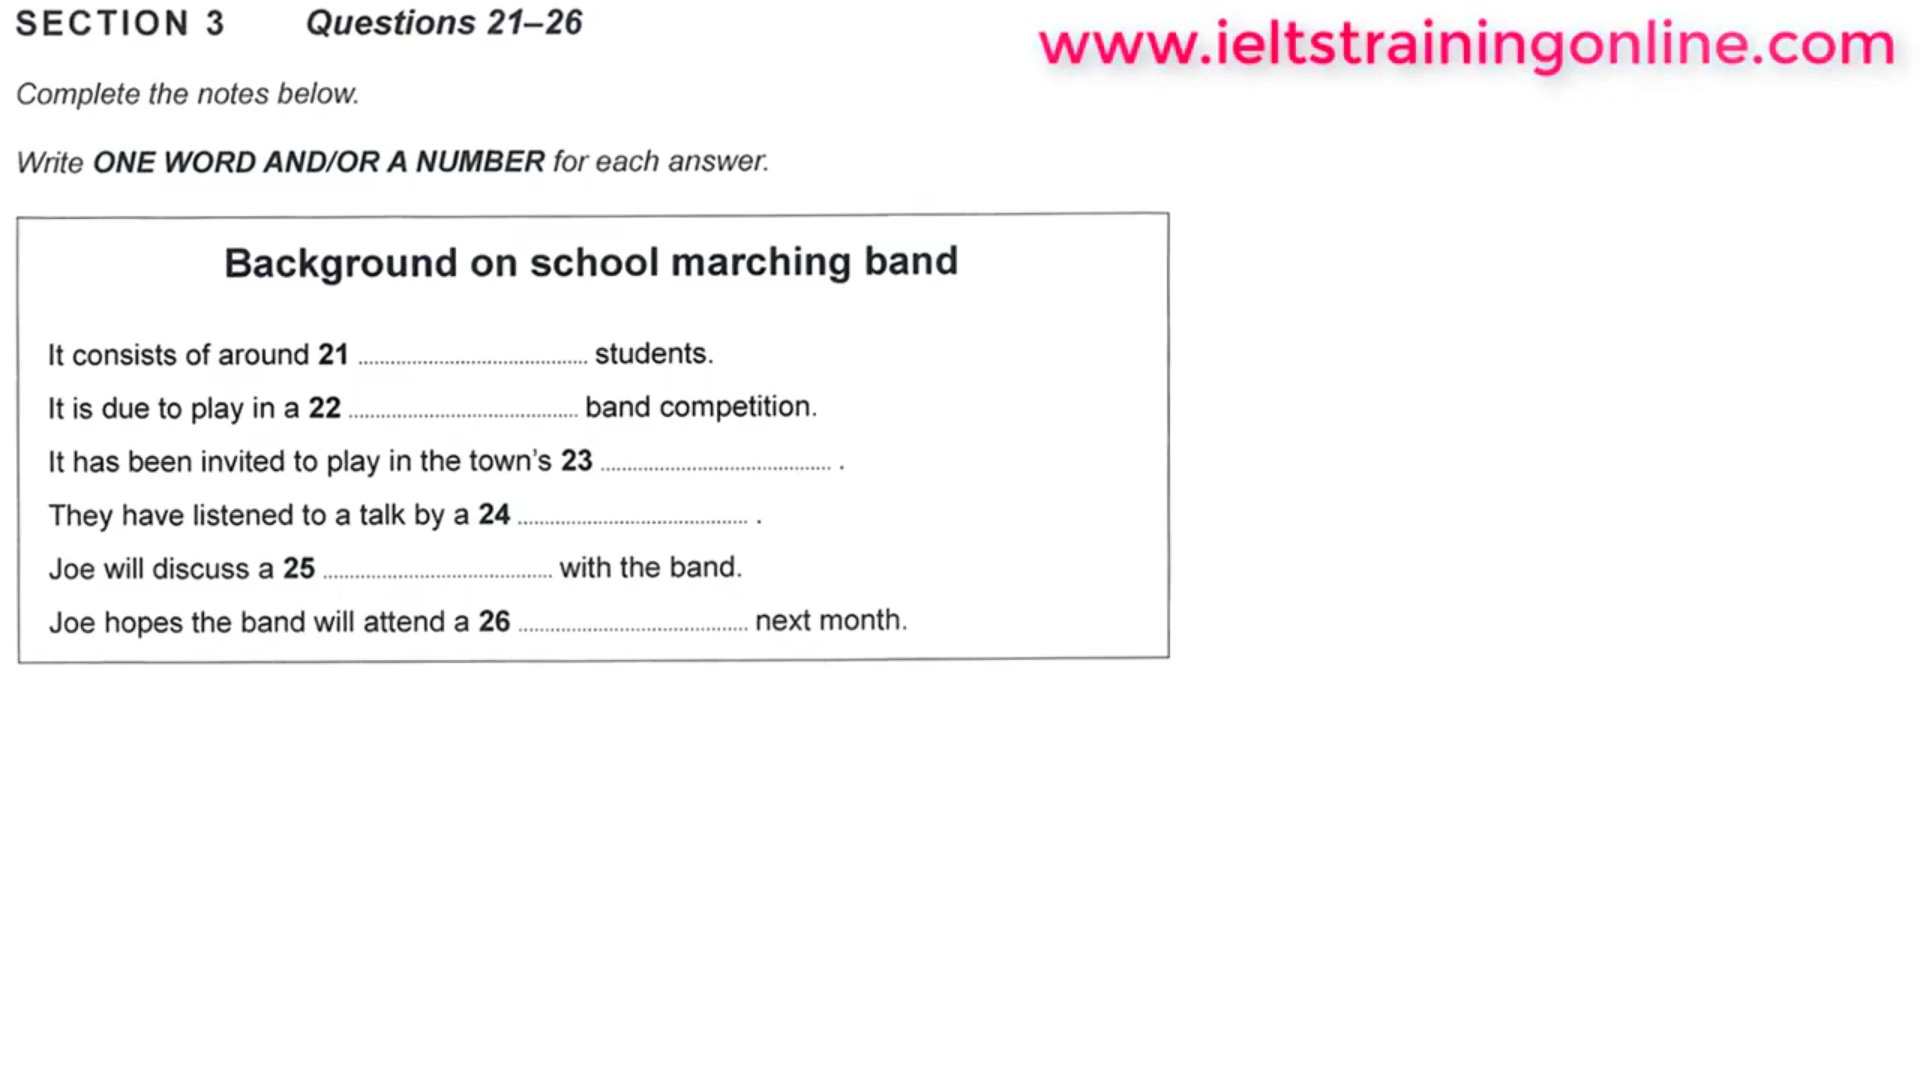 SECTION 3 Questions 21–26
www.ieltstrainingonline.com
Complete the notes below.
Write ONE WORD AND/OR A NUMBER for each answer.
Background on school marching band
It consists of around 21 ........................................ students.
It is due to play in a 22 ........................................ band competition.
It has been invited to play in the town's 23 ........................................ .
They have listened to a talk by a 24 ........................................ .
Joe will discuss a 25 ........................................ with the band.
Joe hopes the band will attend a 26 ........................................ next month.